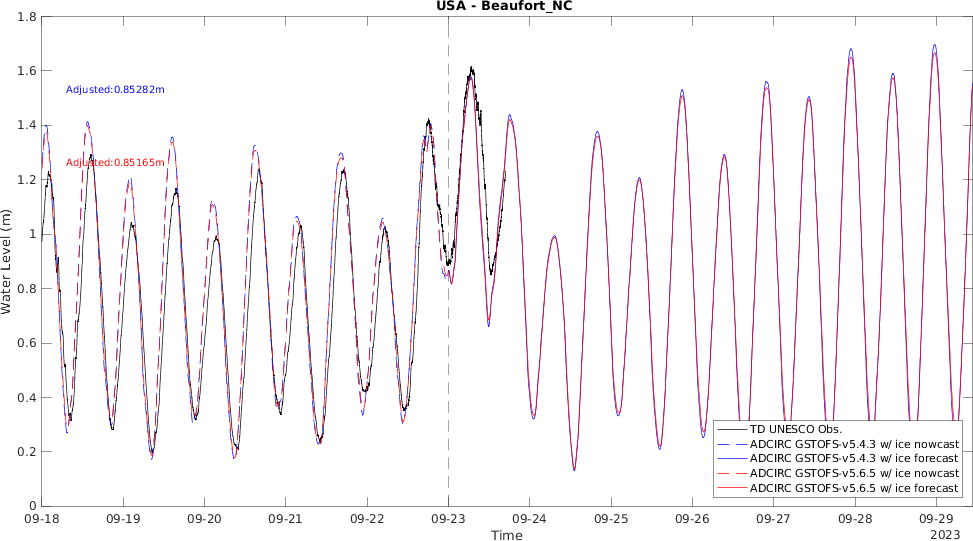 USA - Beaufort_NC
1.8
1.6
1.4
1.2
1
0.8
0.6
0.4
0.2
0
Water Level (m)
Adjusted:0.85282m
Adjusted:0.85165m
TD UNESCO Obs.
ADCIRC GSTOFS-v5.4.3 w/ ice nowcast
ADCIRC GSTOFS-v5.4.3 w/ ice forecast
ADCIRC GSTOFS-v5.6.5 w/ ice nowcast
ADCIRC GSTOFS-v5.6.5 w/ ice forecast
09-18 09-19 09-20 09-21 09-22 09-23 09-24 09-25 09-26 09-27 09-28 09-29
2023
Time